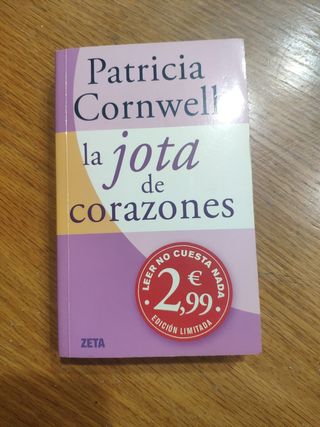 Patricia
Cornwell
la jota
de
corazones
LEER NO CUESTA NADA
2,99 €
EDICIÓN LIMITADA
ZETA